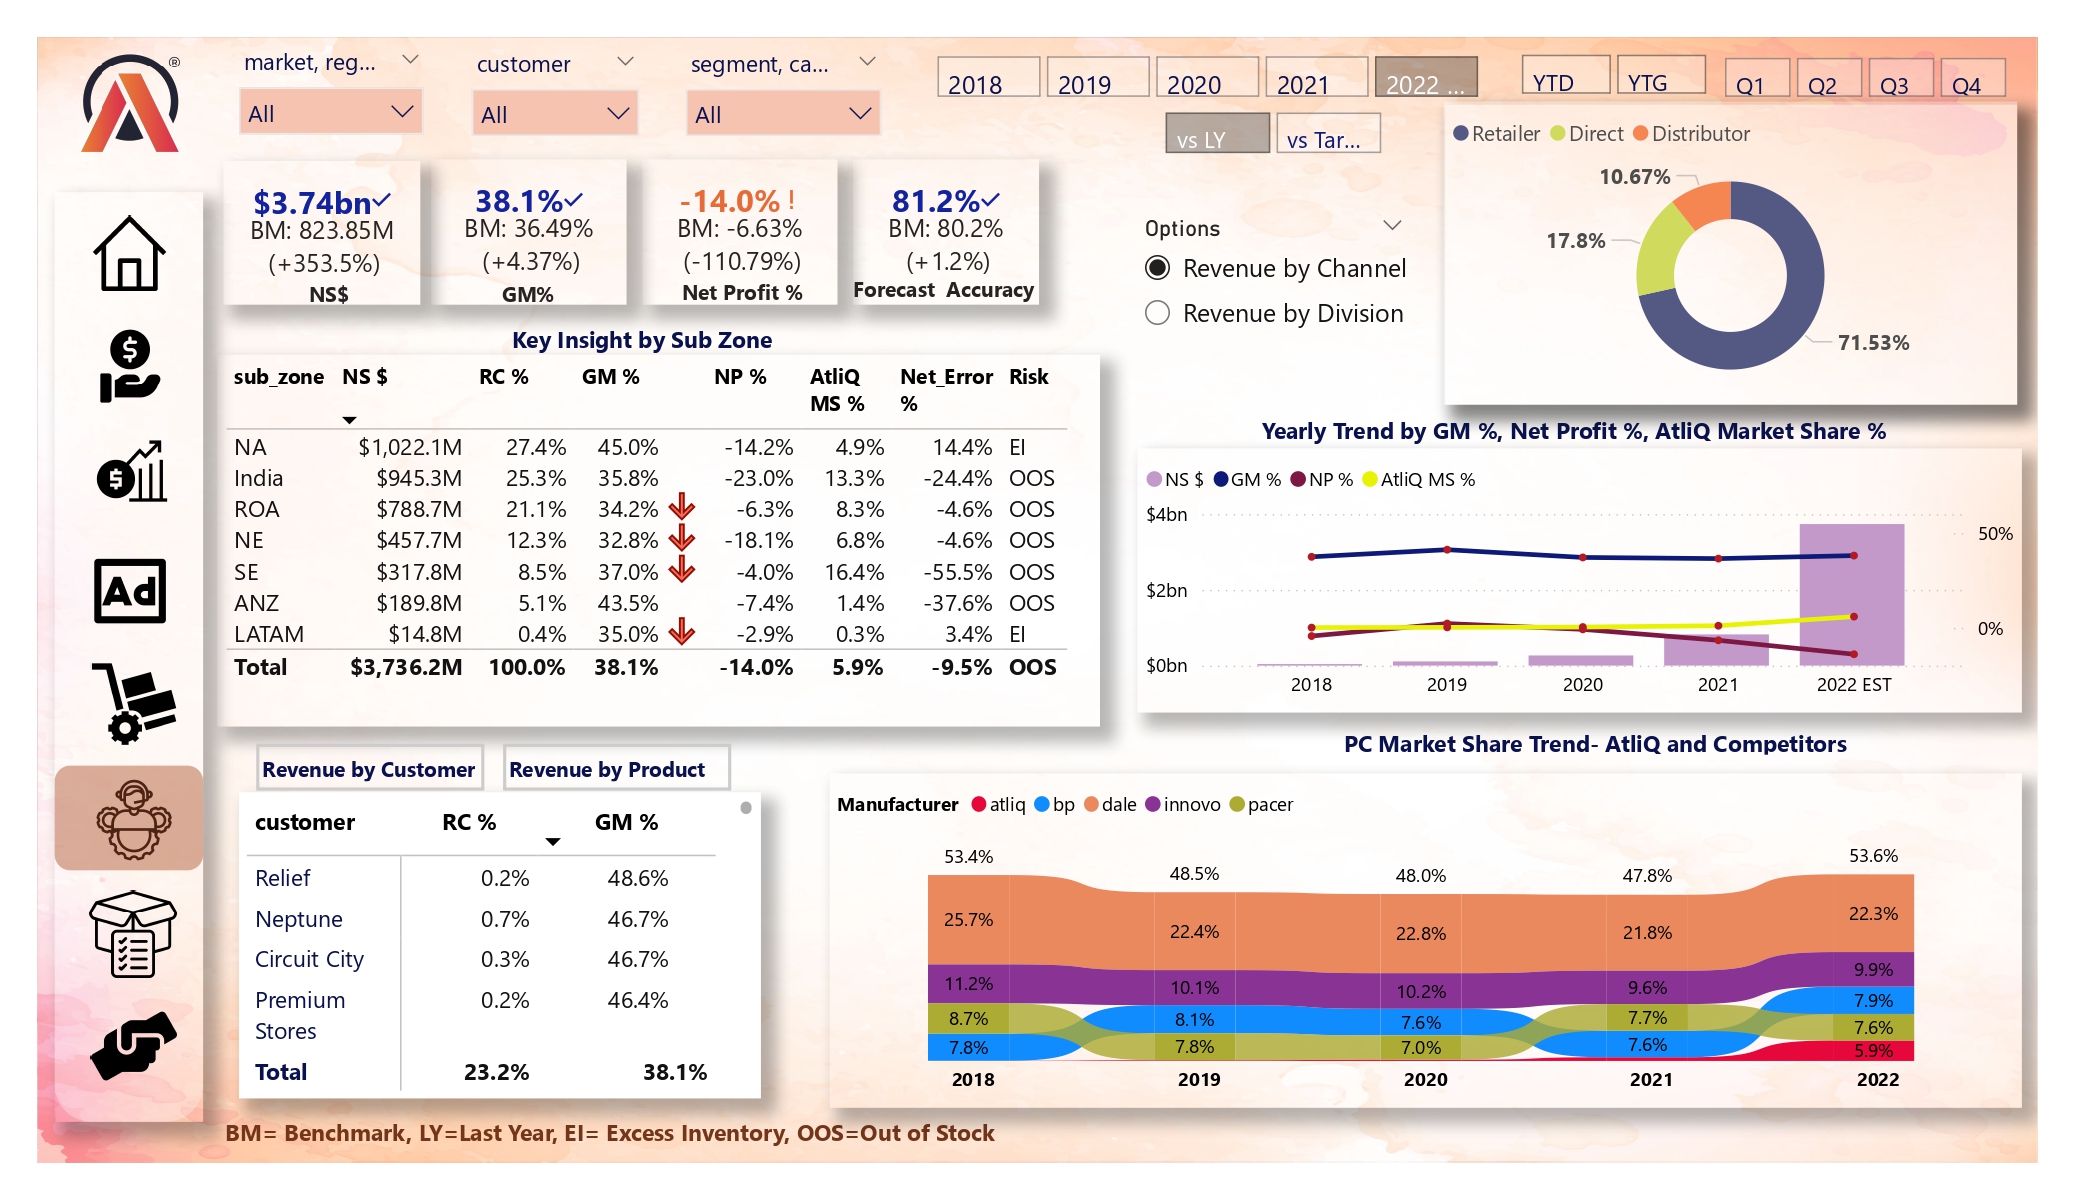 ®
market, reg...
customer
segment, ca...
All
All
All
2018
2019
2020
2021
2022 ...
YTD
YTG
Q1
Q2
Q3
Q4
vs LY
vs Tar...
$3.74bn
BM: 823.85M
(+353.5%)
NS$
38.1%
BM: 36.49%
(+4.37%)
GM%
-14.0% !
BM: -6.63%
(-110.79%)
Net Profit %
81.2%
BM: 80.2%
(+1.2%)
Forecast Accuracy
Options
Revenue by Channel
Revenue by Division
Retailer Direct Distributor
10.67%
17.8%
71.53%
Key Insight by Sub Zone
sub_zone NS $ RC % GM % NP % AtliQ MS % Net_Error % Risk
NA $1,022.1M 27.4% 45.0% -14.2% 4.9% 14.4% EI
India $945.3M 25.3% 35.8% -23.0% 13.3% -24.4% OOS
ROA $788.7M 21.1% 34.2% -6.3% 8.3% -4.6% OOS
NE $457.7M 12.3% 32.8% -18.1% 6.8% -4.6% OOS
SE $317.8M 8.5% 37.0% -4.0% 16.4% -55.5% OOS
ANZ $189.8M 5.1% 43.5% -7.4% 1.4% -37.6% OOS
LATAM $14.8M 0.4% 35.0% -2.9% 0.3% 3.4% EI
Total $3,736.2M 100.0% 38.1% -14.0% 5.9% -9.5% OOS
Yearly Trend by GM %, Net Profit %, AtliQ Market Share %
NS $ GM % NP % AtliQ MS %
$4bn
50%
$2bn
0%
$0bn
2018 2019 2020 2021 2022 EST
Ad
Revenue by Customer
Revenue by Product
customer RC % GM %
Relief 0.2% 48.6%
Neptune 0.7% 46.7%
Circuit City 0.3% 46.7%
Premium 0.2% 46.4%
Stores
Total 23.2% 38.1%
PC Market Share Trend- AtliQ and Competitors
Manufacturer atliq bp dale innovo pacer
53.4% 48.5% 48.0% 47.8% 53.6%
25.7% 22.4% 22.8% 21.8% 22.3%
11.2% 10.1% 10.2% 9.6% 9.9%
8.7% 8.1% 7.6% 7.7% 7.9%
7.8% 7.8% 7.0% 7.6% 7.6%
5.9%
2018 2019 2020 2021 2022
BM= Benchmark, LY=Last Year, EI= Excess Inventory, OOS=Out of Stock